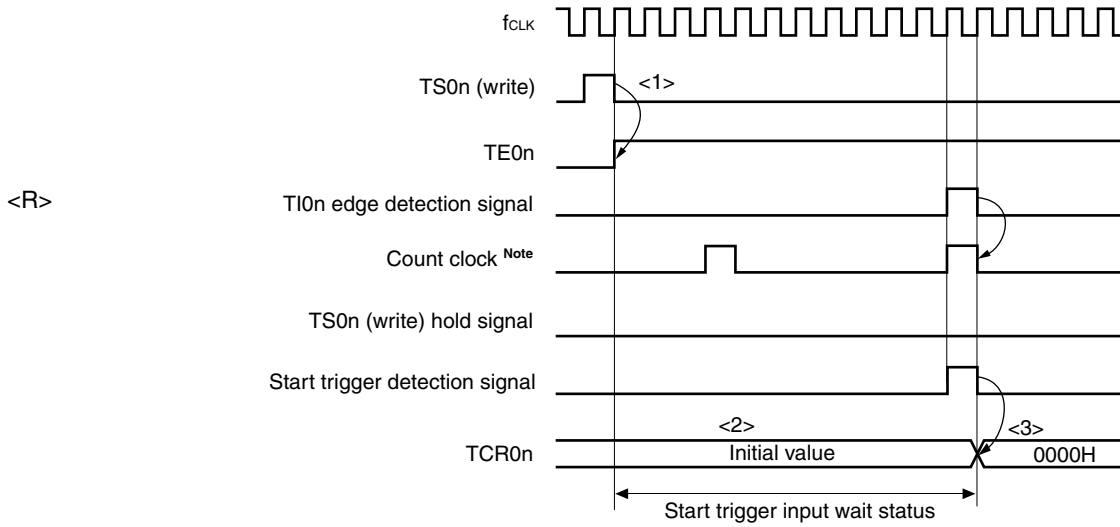 fCLK
TS0n (write)
<1>
TE0n
<R>
TI0n edge detection signal
Count clock Note
TS0n (write) hold signal
Start trigger detection signal
<2>
<3>
TCR0n
Initial value
0000H
Start trigger input wait status